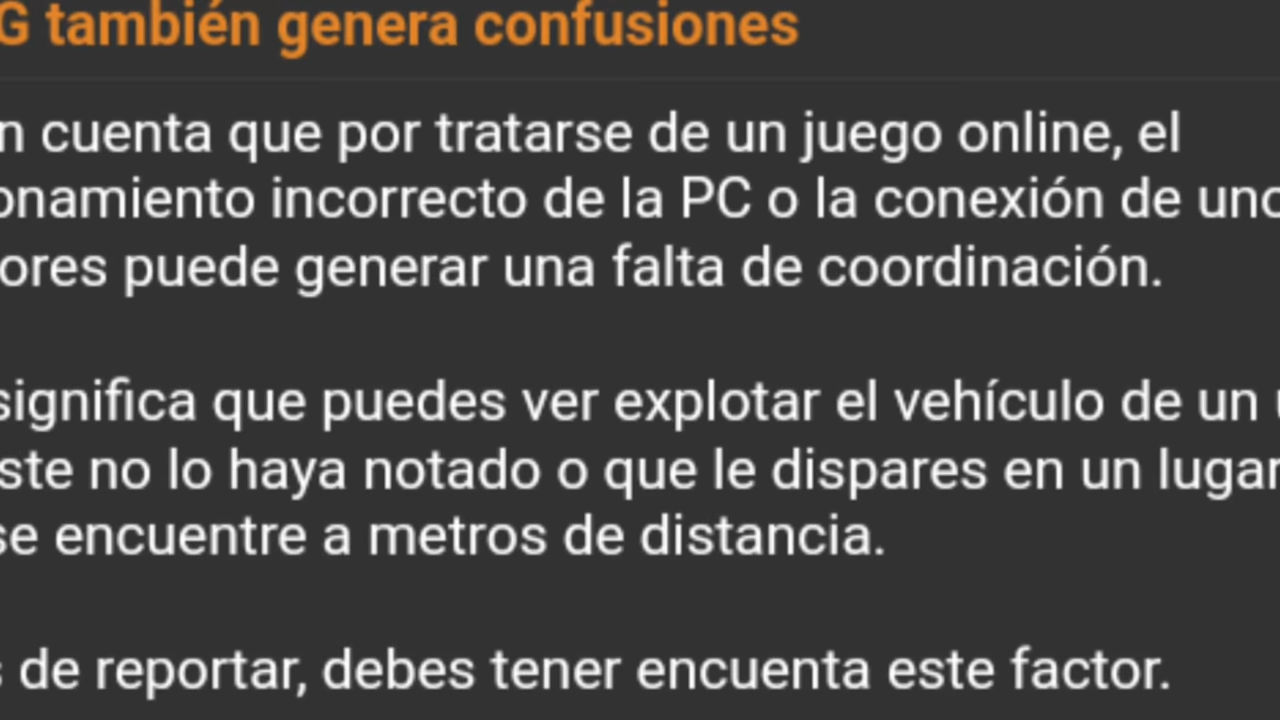 G también genera confusiones
n cuenta que por tratarse de un juego online, el
onamiento incorrecto de la PC o la conexión de uno
ores puede generar una falta de coordinación.
significa que puedes ver explotar el vehículo de un
ste no lo haya notado o que le dispares en un lugar
se encuentre a metros de distancia.
de reportar, debes tener encuenta este factor.